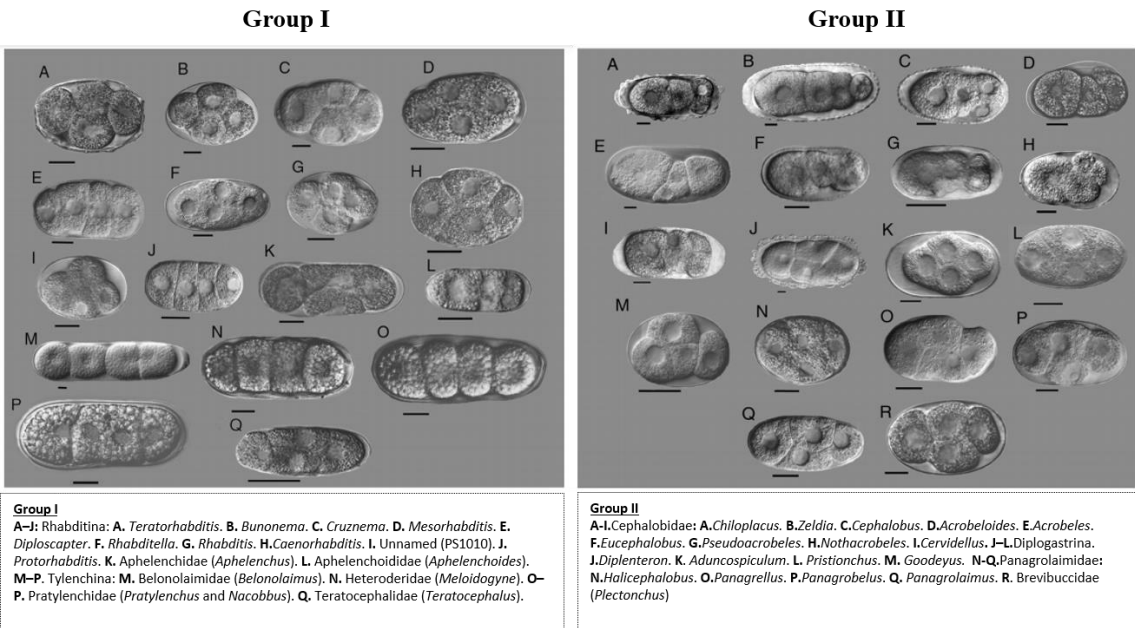 Group I
Group II
A
B
C
D
E
F
G
H
I
J
K
L
M
N
O
P
Q
A
B
C
D
E
F
G
H
I
J
K
L
M
N
O
P
Q
R
Group I
A–J: Rhabditina: A. Teratorhabditis. B. Bunonema. C. Cruznema. D. Mesorhabditis. E.
Diploscapter. F. Rhabditella. G. Rhabditis. H.Caenorhabditis. I. Unnamed (PS1010). J.
Protorhabditis. K. Aphelenchidae (Aphelenchus). L. Aphelenchoididae (Aphelenchoides).
M–P. Tylenchina: M. Belonolaimidae (Belonolaimus). N. Heteroderidae (Meloidogyne). O–
P. Pratylenchidae (Pratylenchus and Nacobbus). Q. Teratocephalidae (Teratocephalus).
Group II
A-I.Cephalobidae: A.Chiloplacus. B.Zeldia. C.Cephalobus. D.Acrobeloides. E.Acrobeles.
F.Eucephalobus. G.Pseudoacrobeles. H.Nothacrobeles. I.Cervidellus. J–L.Diplogastrina.
J.Diplenteron. K. Aduncospiculum. L. Pristionchus. M. Goodeyus. N-Q.Panagrolaimidae:
N.Halicephalobus. O.Panagrellus. P.Panagrobelus. Q. Panagrolaimus. R. Brevibuccidae
(Plectonchus)